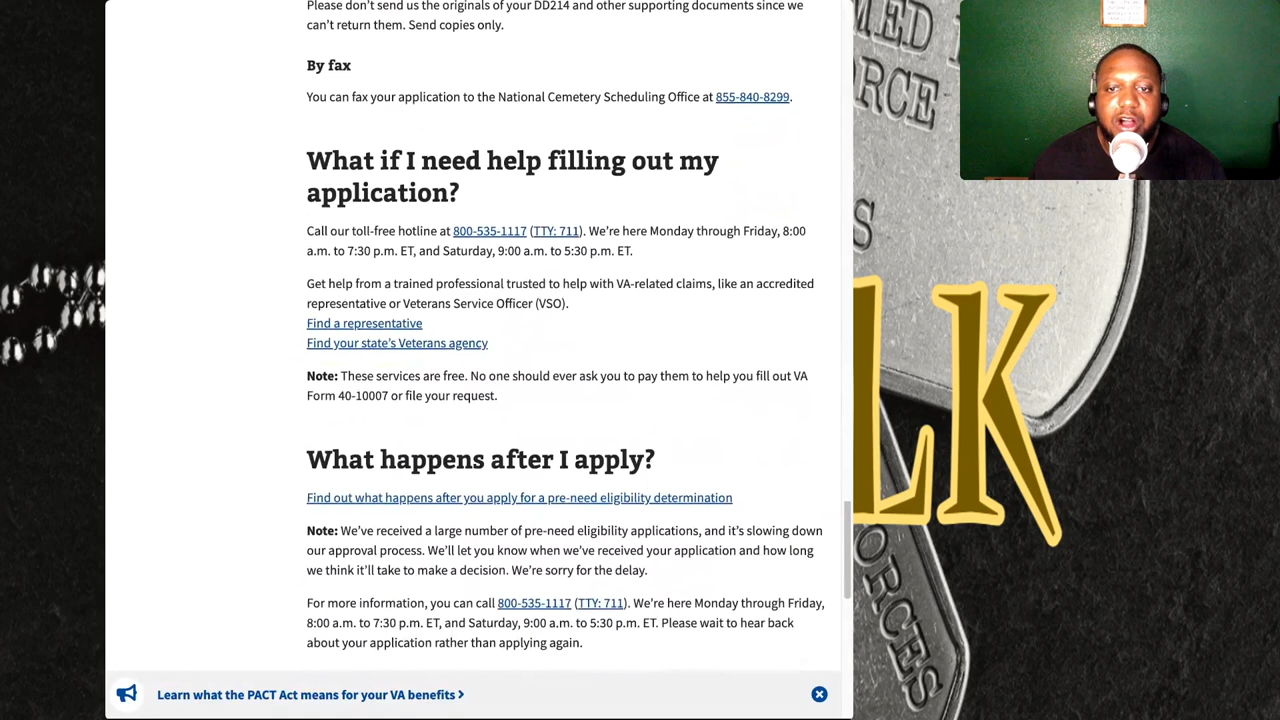 Please don't send us the originals of your DD214 and other supporting documents since we
can't return them. Send copies only.
By fax
You can fax your application to the National Cemetery Scheduling Office at 855-840-8299.
What if I need help filling out my
application?
Call our toll-free hotline at 800-535-1117 (TTY: 711). We're here Monday through Friday, 8:00
a.m. to 7:30 p.m. ET, and Saturday, 9:00 a.m. to 5:30 p.m. ET.
Get help from a trained professional trusted to help with VA-related claims, like an accredited
representative or Veterans Service Officer (VSO).
Find a representative
Find your state's Veterans agency
Note: These services are free. No one should ever ask you to pay them to help you fill out VA
Form 40-10007 or file your request.
What happens after I apply?
Find out what happens after you apply for a pre-need eligibility determination
Note: We've received a large number of pre-need eligibility applications, and it's slowing down
our approval process. We'll let you know when we've received your application and how long
we think it'll take to make a decision. We're sorry for the delay.
For more information, you can call 800-535-1117 (TTY: 711). We're here Monday through Friday,
8:00 a.m. to 7:30 p.m. ET, and Saturday, 9:00 a.m. to 5:30 p.m. ET. Please wait to hear back
about your application rather than applying again.
Learn what the PACT Act means for your VA benefits
MED
ORCE
S
LK
ORCES